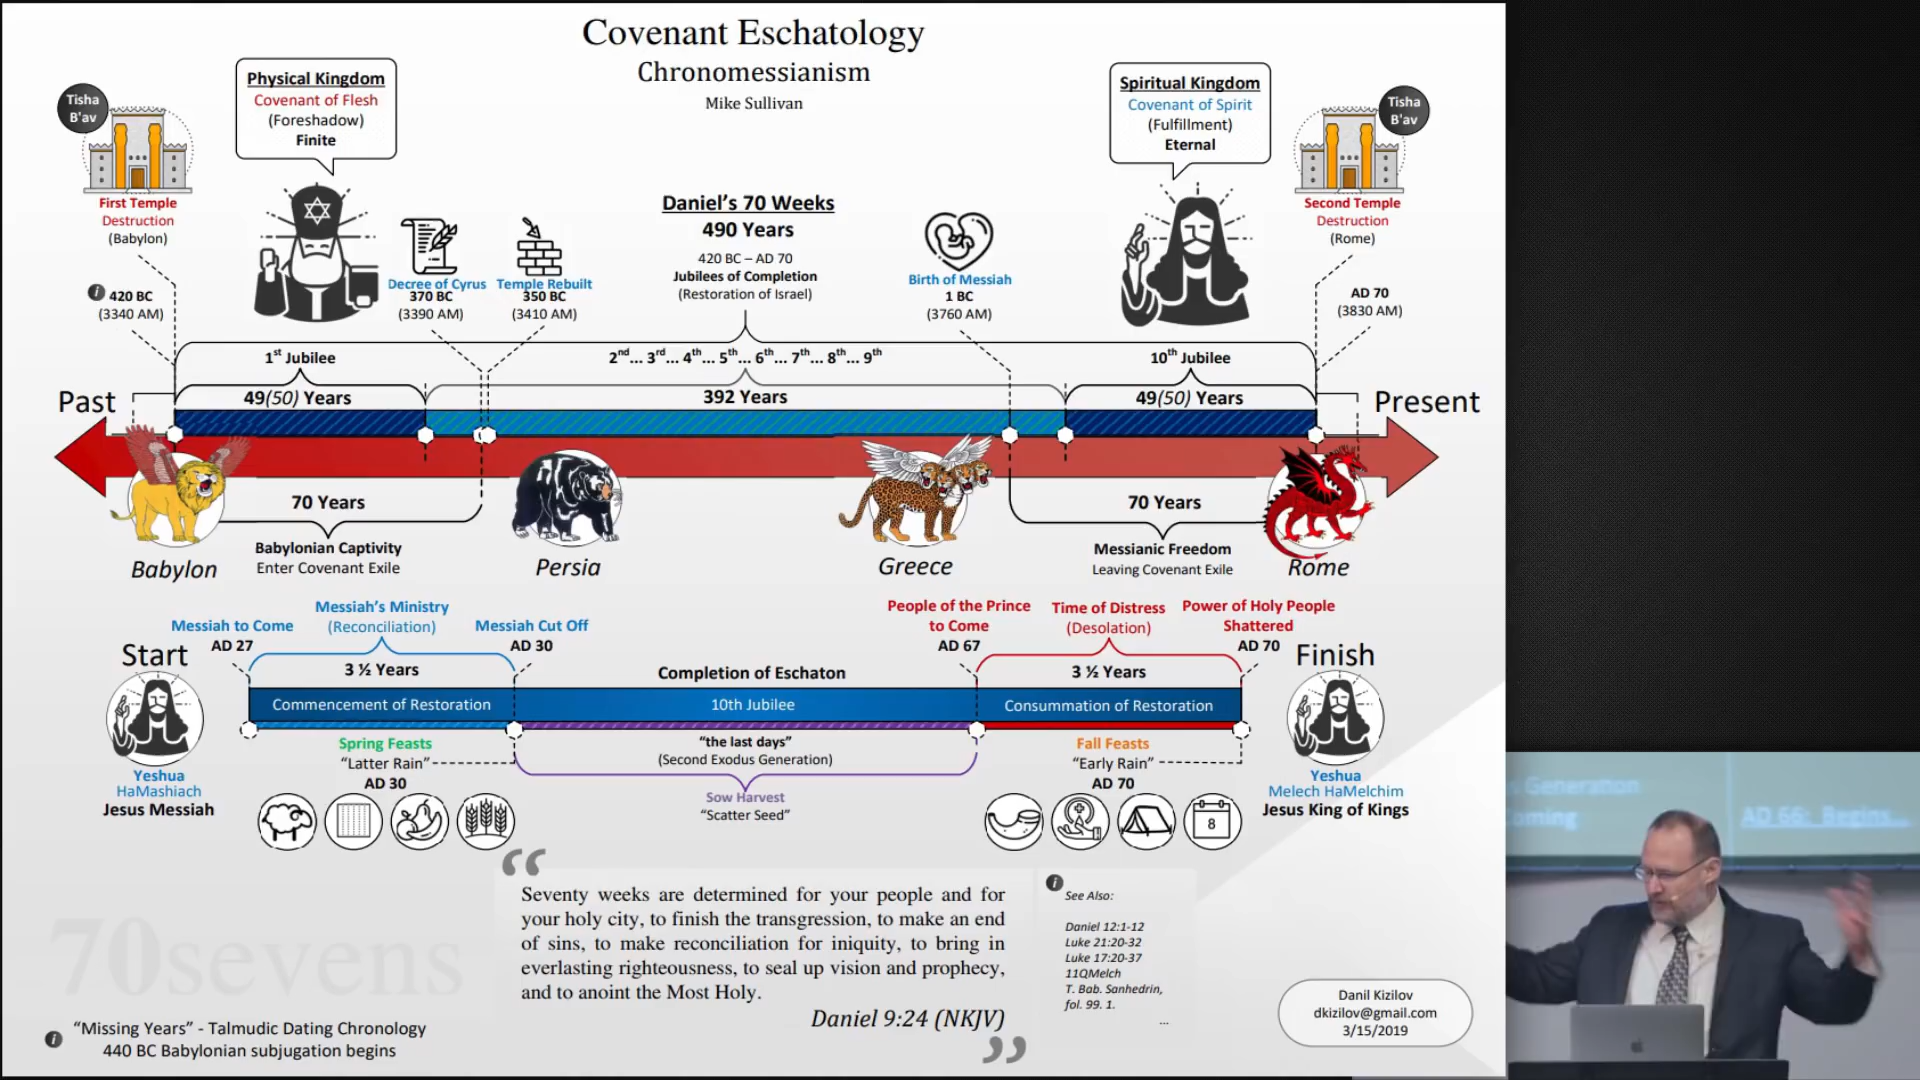 Covenant Eschatology
Chronomessianism
Mike Sullivan
Tisha
B'av
First Temple
Destruction
(Babylon)
420 BC
(3340 AM)
Physical Kingdom
Covenant of Flesh
(Foreshadow)
Finite
Decree of Cyrus
370 BC
(3390 AM)
Temple Rebuilt
350 BC
(3410 AM)
Daniel's 70 Weeks
490 Years
420 BC – AD 70
Jubilees of Completion
(Restoration of Israel)
Birth of Messiah
1 BC
(3760 AM)
Spiritual Kingdom
Covenant of Spirit
(Fulfillment)
Eternal
Tisha
B'av
Second Temple
Destruction
(Rome)
AD 70
(3830 AM)
1st Jubilee
2nd... 3rd... 4th... 5th... 6th... 7th... 8th... 9th
10th Jubilee
Past
49(50) Years
392 Years
49(50) Years
Present
70 Years
Babylonian Captivity
Enter Covenant Exile
70 Years
Messianic Freedom
Leaving Covenant Exile
Babylon
Persia
Greece
Rome
Start
Messiah to Come
AD 27
Messiah's Ministry
(Reconciliation)
3 ½ Years
Messiah Cut Off
AD 30
Completion of Eschaton
People of the Prince
to Come
AD 67
Time of Distress
(Desolation)
3 ½ Years
Power of Holy People
Shattered
AD 70
Finish
Commencement of Restoration
10th Jubilee
Consummation of Restoration
Yeshua
HaMashiach
Jesus Messiah
Spring Feasts
"Latter Rain"
AD 30
"the last days"
(Second Exodus Generation)
Sow Harvest
"Scatter Seed"
Fall Feasts
"Early Rain"
AD 70
8
Yeshua
Melech HaMelchim
Jesus King of Kings
70sevens
"Missing Years" - Talmudic Dating Chronology
440 BC Babylonian subjugation begins
“
Seventy weeks are determined for your people and for
your holy city, to finish the transgression, to make an end
of sins, to make reconciliation for iniquity, to bring in
everlasting righteousness, to seal up vision and prophecy,
and to anoint the Most Holy.
Daniel 9:24 (NKJV)
”
See Also:
Daniel 12:1-12
Luke 21:20-32
Luke 17:20-37
11QMelch
T. Bab. Sanhedrin,
fol. 99. 1.
...
Danil Kizilov
dkizilov@gmail.com
3/15/2019
Generation
AD 66: Begins...